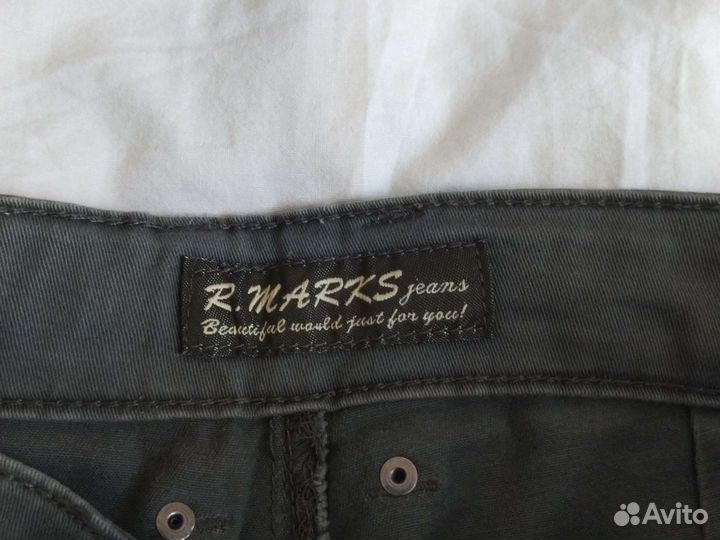 R.MARKS jeans
Beautiful would just for you!
Avito